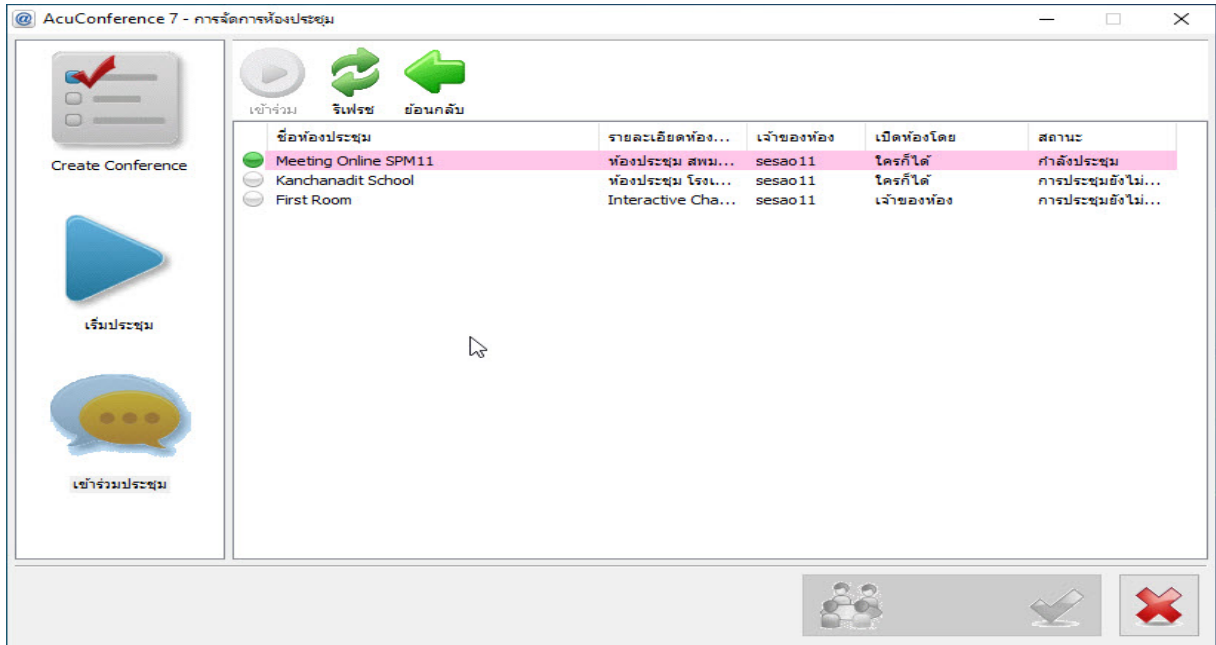 AcuConference 7 - การจัดการห้องประชุม
Create Conference
เริ่มประชุม
เข้าร่วมประชุม
เข้าร่วม รีเฟรช ย้อนกลับ
ชื่อห้องประชุม รายละเอียดห้อง... เจ้าของห้อง เปิดห้องโดย สถานะ
Meeting Online SPM11 ห้องประชุม สพม... sesao11 ใครก็ได้ กำลังประชุม
Kanchanadit School ห้องประชุม โรงเ... sesao11 ใครก็ได้ การประชุมยังไม่...
First Room Interactive Cha... sesao11 เจ้าของห้อง การประชุมยังไม่...